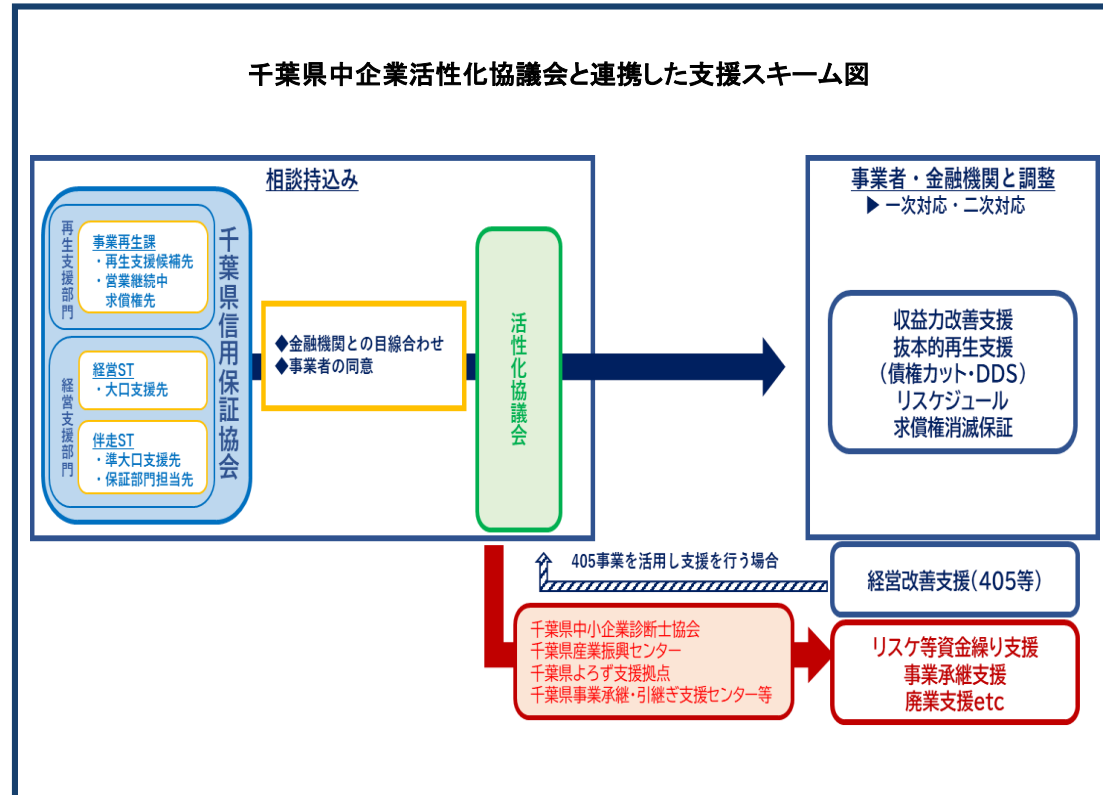 千葉県中企業活性化協議会と連携した支援スキーム図
相談持込み
再生支援部門
事業再生課
・再生支援候補先
・営業継続中
求償権先
経営支援部門
経営ST
・大口支援先
伴走ST
・準大口支援先
・保証部門担当先
千葉県信用保証協会
◆金融機関との目線合わせ
◆事業者の同意
活性化協議会
事業者・金融機関と調整
▶ 一次対応・二次対応
収益力改善支援
抜本的再生支援
(債権カット・DDS)
リスケジュール
求償権消滅保証
405事業を活用し支援を行う場合
経営改善支援(405等)
千葉県中小企業診断士協会
千葉県産業振興センター
千葉県よろず支援拠点
千葉県事業承継・引継ぎ支援センター等
リスケ等資金繰り支援
事業承継支援
廃業支援etc